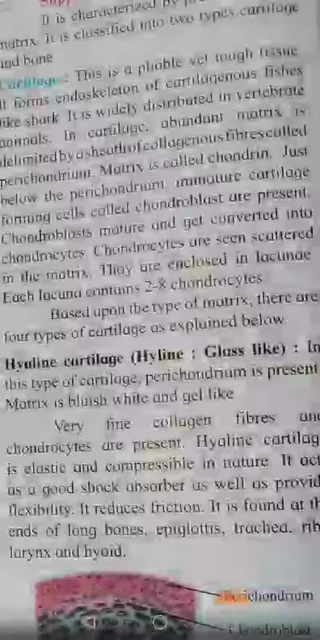 It is characterized by
matrix. It is classified into two types cartilage
and bone
Cartilage : This is a pliable yet tough tissue.
It forms endoskeleton of cartilagenous fishes
like shark. It is widely distributed in vertebrate
animals. In cartilage, abundant matrix is
delimited by a sheath of collagenous fibres called
perichondrium. Matrix is called chondrin. Just
below the perichondrium immature cartilage
forming cells called chondroblast are present.
Chondroblasts mature and get converted into
chondrocytes. Chondrocytes are seen scattered
in the matrix. They are enclosed in lacunae
Each lacuna contains 2-8 chondrocytes
Based upon the type of matrix, there are
four types of cartilage as explained below
Hyaline cartilage (Hyline : Glass like) : In
this type of cartilage, perichondrium is present
Matrix is bluish white and gel like
Very fine collagen fibres an
chondrocytes are present. Hyaline cartilag
is elastic and compressible in nature. It act
as a good shock absorber as well as provid
flexibility. It reduces friction. It is found at th
ends of long bones, epiglottis, trachea, rib
larynx and hyoid.
Perichondrium
Chondroblast